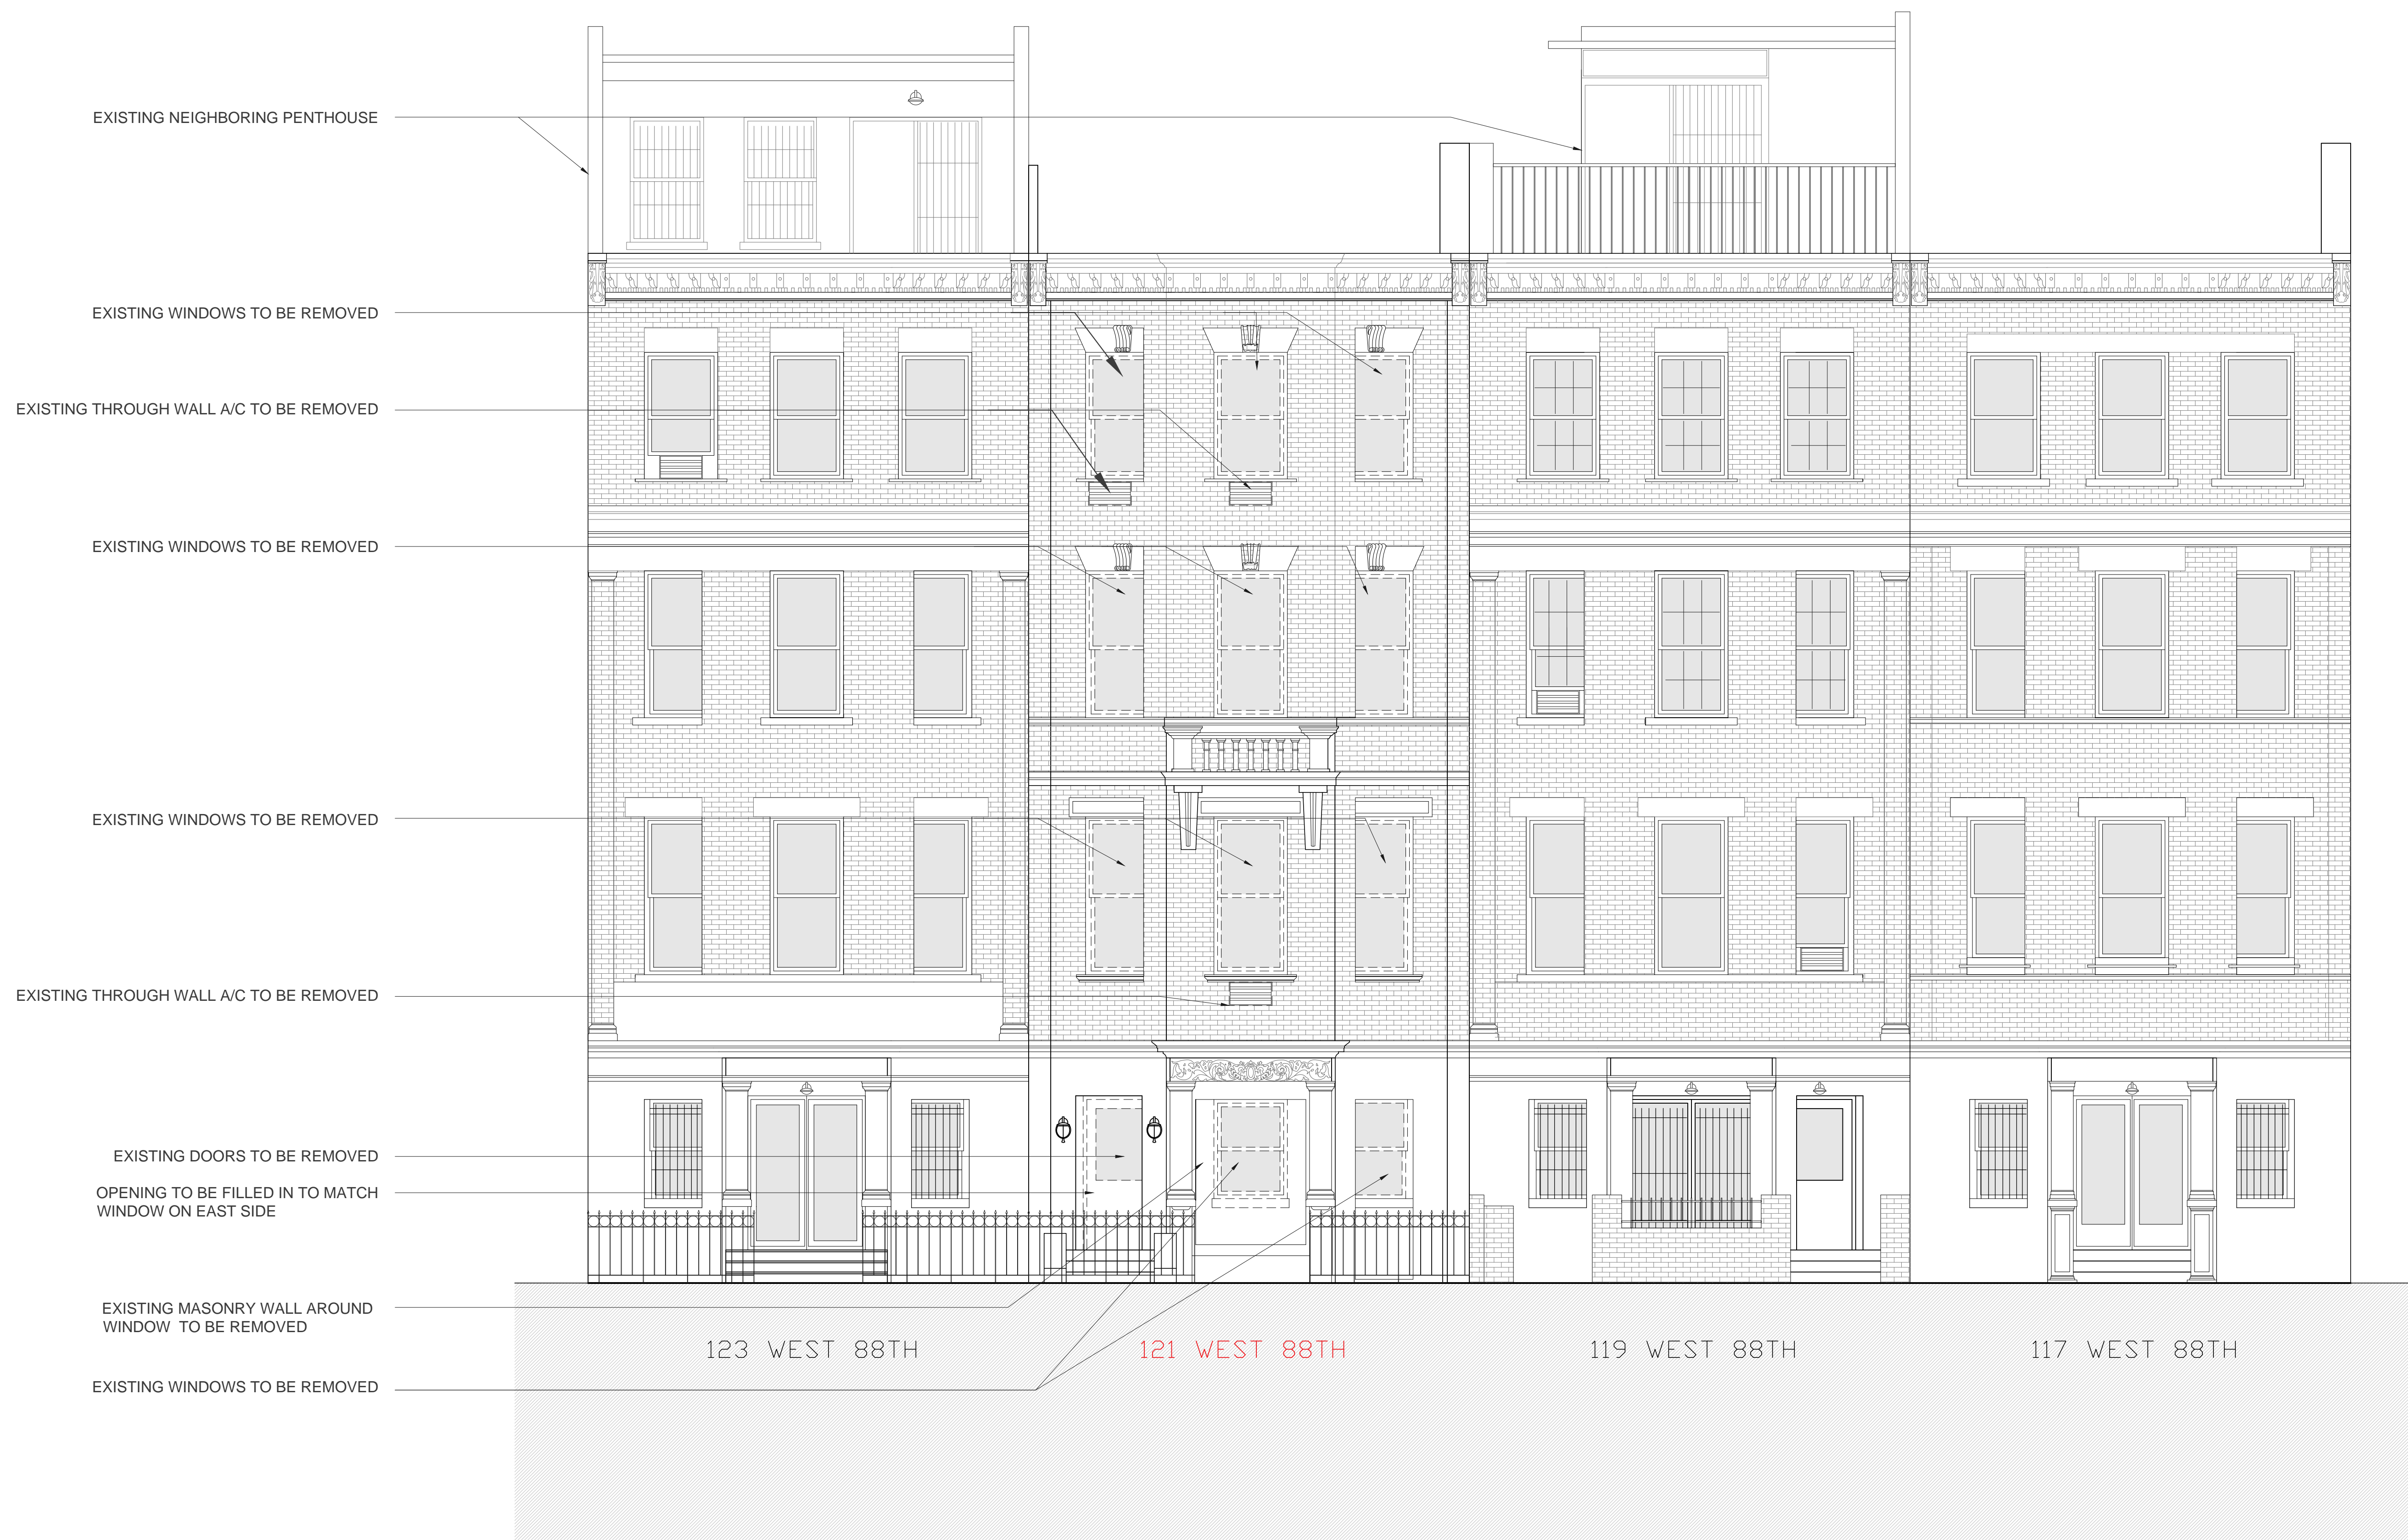 EXISTING NEIGHBORING PENTHOUSE
EXISTING WINDOWS TO BE REMOVED
EXISTING THROUGH WALL A/C TO BE REMOVED
EXISTING WINDOWS TO BE REMOVED
EXISTING WINDOWS TO BE REMOVED
EXISTING THROUGH WALL A/C TO BE REMOVED
EXISTING DOORS TO BE REMOVED
OPENING TO BE FILLED IN TO MATCH
WINDOW ON EAST SIDE
EXISTING MASONRY WALL AROUND
WINDOW TO BE REMOVED
EXISTING WINDOWS TO BE REMOVED
123 WEST 88TH
121 WEST 88TH
119 WEST 88TH
117 WEST 88TH